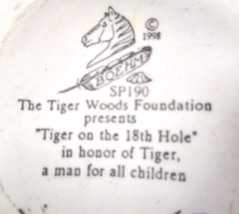 ©
1998
BOEHM
SP190
The Tiger Woods Foundation
presents
"Tiger on the 18th Hole"
in honor of Tiger,
a man for all children